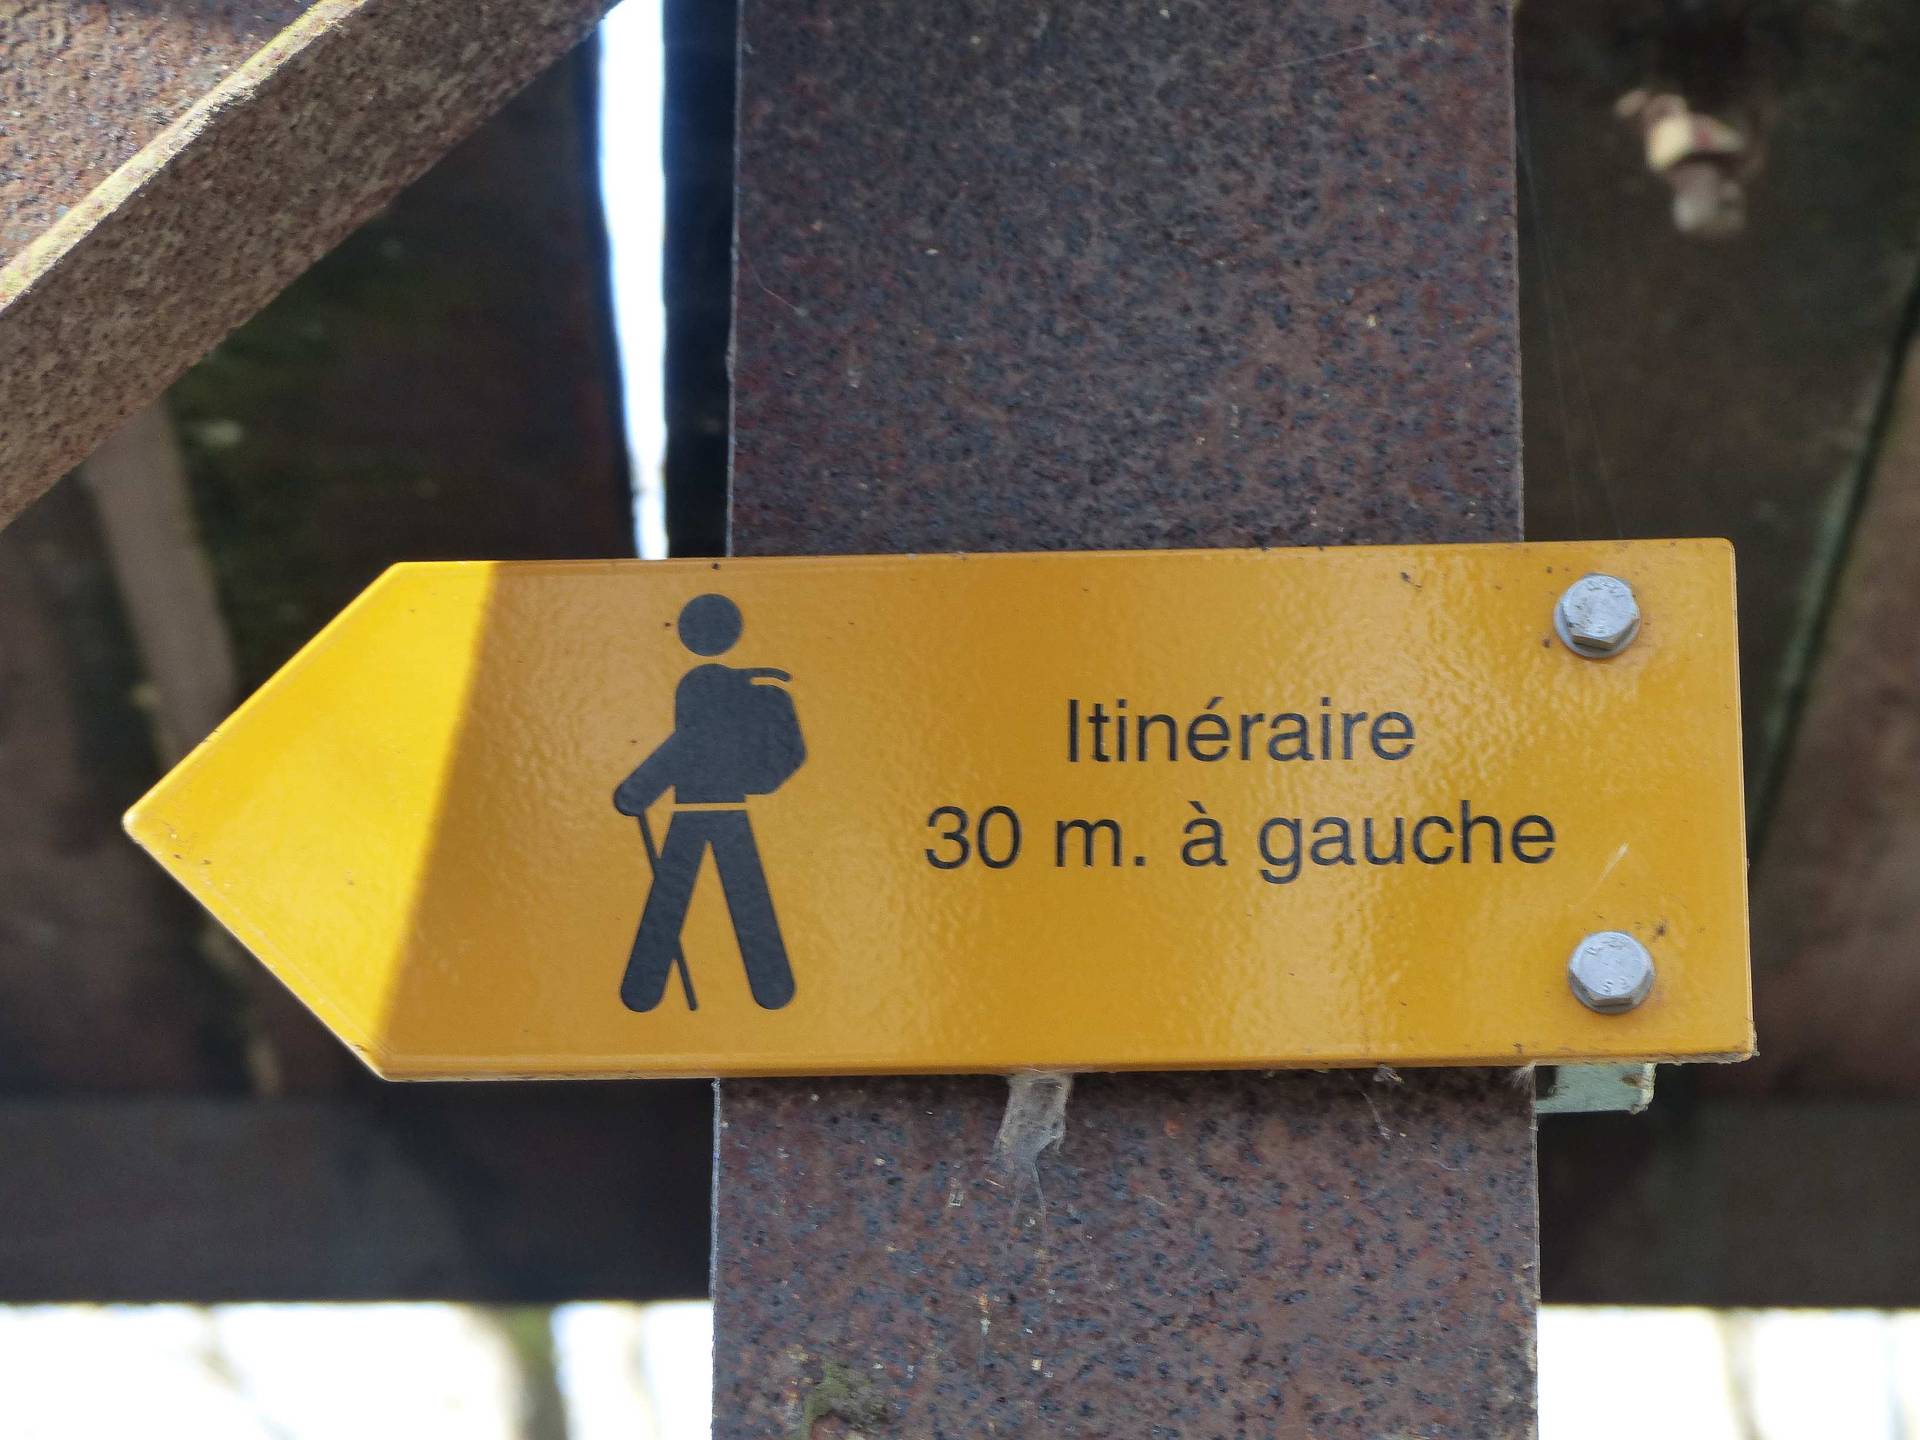 Itinéraire
30 m. à gauche